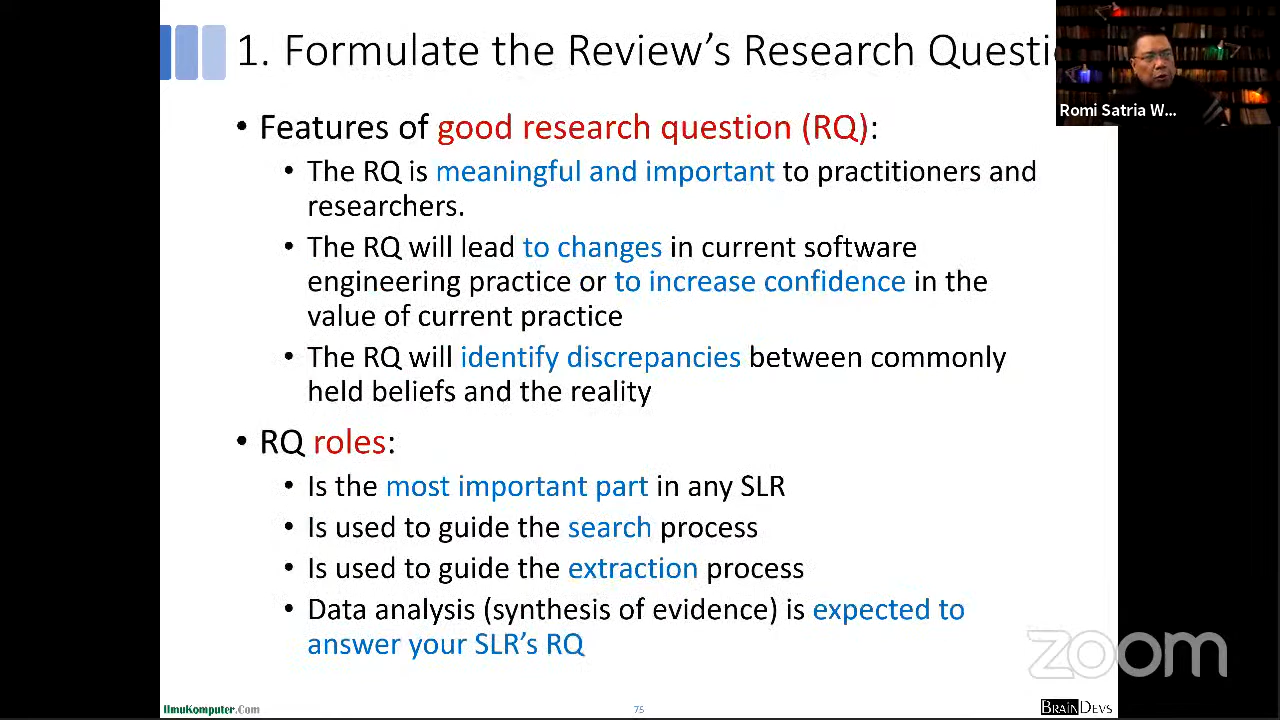 1. Formulate the Review's Research Questi
Romi Satria W...
• Features of good research question (RQ):
• The RQ is meaningful and important to practitioners and
researchers.
• The RQ will lead to changes in current software
engineering practice or to increase confidence in the
value of current practice
• The RQ will identify discrepancies between commonly
held beliefs and the reality
• RQ roles:
• Is the most important part in any SLR
• Is used to guide the search process
• Is used to guide the extraction process
• Data analysis (synthesis of evidence) is expected to
answer your SLR's RQ
zoom
IlmuKomputer.Com
75
BRAINDEVS